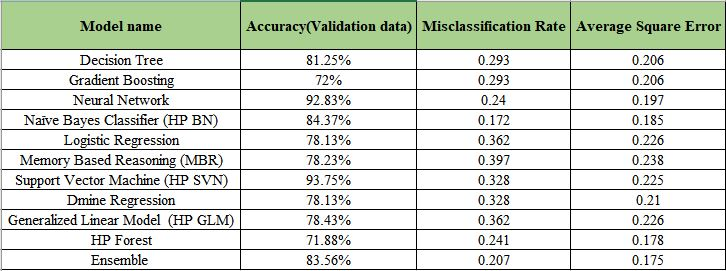 Model name Accuracy(Validation data) Misclassification Rate Average Square Error
Decision Tree 81.25% 0.293 0.206
Gradient Boosting 72% 0.293 0.206
Neural Network 92.83% 0.24 0.197
Naïve Bayes Classifier (HP BN) 84.37% 0.172 0.185
Logistic Regression 78.13% 0.362 0.226
Memory Based Reasoning (MBR) 78.23% 0.397 0.238
Support Vector Machine (HP SVN) 93.75% 0.328 0.225
Dmine Regression 78.13% 0.328 0.21
Generalized Linear Model (HP GLM) 78.43% 0.362 0.226
HP Forest 71.88% 0.241 0.178
Ensemble 83.56% 0.207 0.175